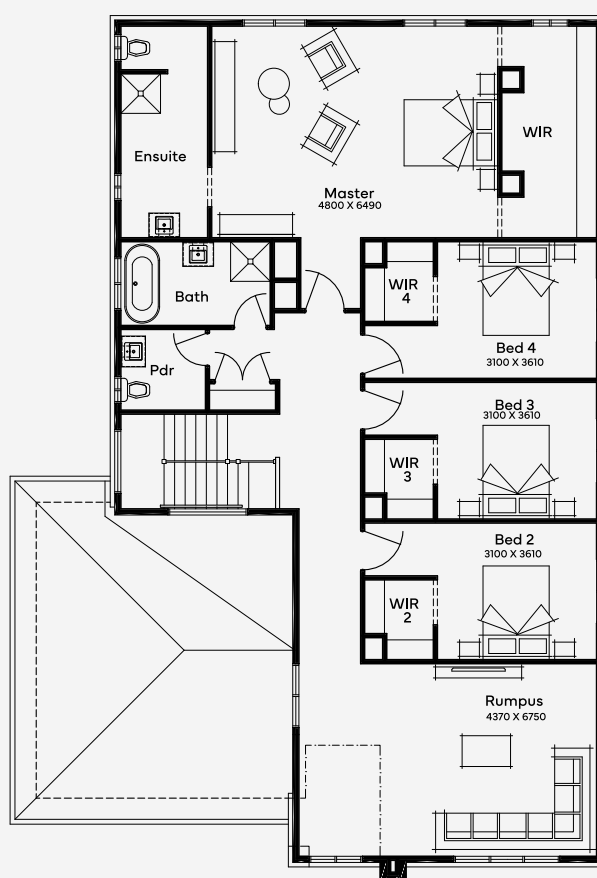 Ensuite
WIR
Master
4800 X 6490
Bath
WIR
4
Bed 4
3100 X 3610
Pdr
Bed 3
3100 X 3610
WIR
3
Bed 2
3100 X 3610
WIR
2
Rumpus
4370 X 6750